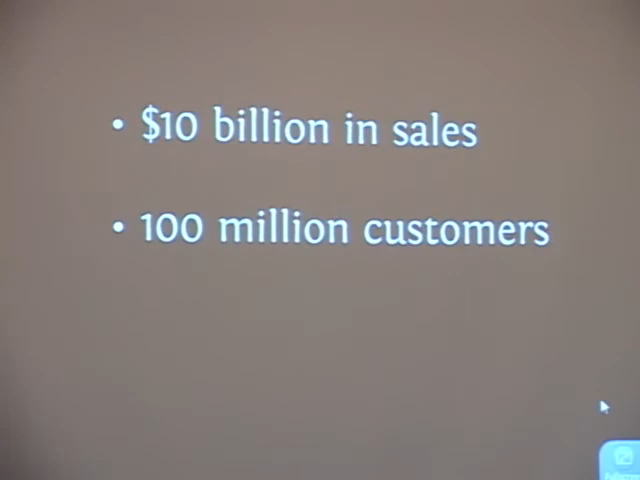 • $10 billion in sales
• 100 million customers